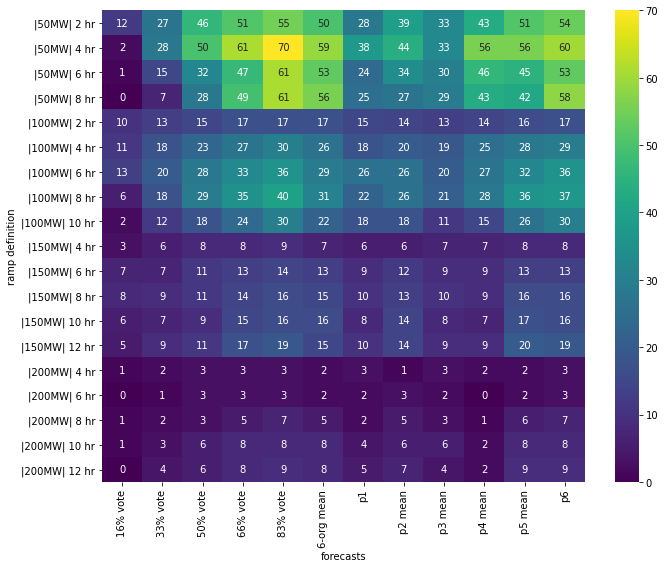 |50MW| 2 hr 12 27 46 51 55 50 28 39 33 43 51 54
|50MW| 4 hr 2 28 50 61 70 59 38 44 33 56 56 60
|50MW| 6 hr 1 15 32 47 61 53 24 34 30 46 45 53
|50MW| 8 hr 0 7 28 49 61 56 25 27 29 43 42 58
|100MW| 2 hr 10 13 15 17 17 17 15 14 13 14 16 17
|100MW| 4 hr 11 18 23 27 30 26 18 20 19 25 28 29
|100MW| 6 hr 13 20 28 33 36 29 26 26 20 27 32 36
|100MW| 8 hr 6 18 29 35 40 31 22 26 21 28 36 37
|100MW| 10 hr 2 12 18 24 30 22 18 18 11 15 26 30
|150MW| 4 hr 3 6 8 8 9 7 6 6 7 7 8 8
|150MW| 6 hr 7 7 11 13 14 13 9 12 9 9 13 13
|150MW| 8 hr 8 9 11 14 16 15 10 13 10 9 16 16
|150MW| 10 hr 6 7 9 15 16 16 8 14 8 7 17 16
|150MW| 12 hr 5 9 11 17 19 15 10 14 9 9 20 19
|200MW| 4 hr 1 2 3 3 3 2 3 1 3 2 2 3
|200MW| 6 hr 0 1 3 3 3 2 2 3 2 0 2 3
|200MW| 8 hr 1 2 3 5 7 5 2 5 3 1 6 7
|200MW| 10 hr 1 3 6 8 8 8 4 6 6 2 8 8
|200MW| 12 hr 0 4 6 8 9 8 5 7 4 2 9 9
ramp definition
16% vote
33% vote
50% vote
66% vote
83% vote
6-org mean
p1
p2 mean
p3 mean
p4 mean
p5 mean
p6
forecasts
70
60
50
40
30
20
10
0